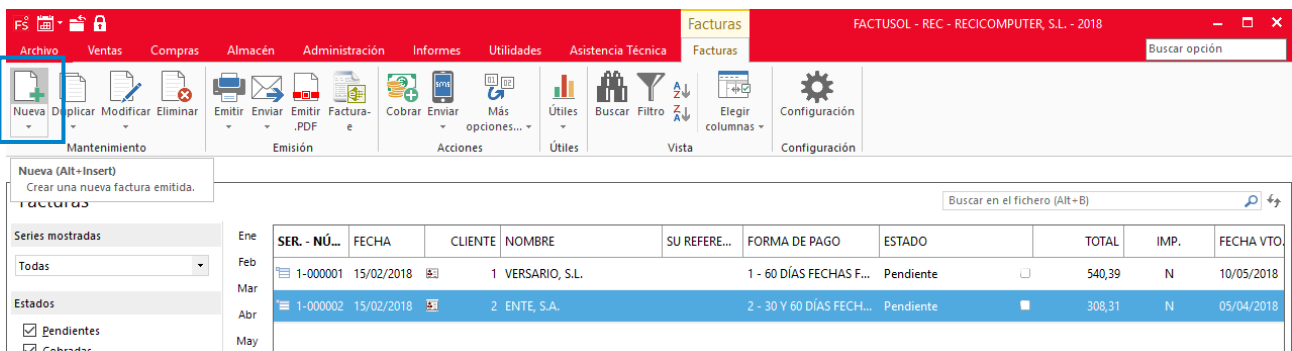 FS Facturas FACTUSOL - REC - RECICOMPUTER, S.L. - 2018
Archivo Ventas Compras Almacén Administración Informes Utilidades Asistencia Técnica Facturas Buscar opción
Nueva Duplicar Modificar Eliminar Emitir Enviar Emitir .PDF Factura-e Cobrar Enviar Más opciones... Útiles Buscar Filtro Elegir columnas Configuración
Mantenimiento Emisión Acciones Útiles Vista Configuración
Nueva (Alt+Insert)
Crear una nueva factura emitida.
Facturas Buscar en el fichero (Alt+B)
Series mostradas Ene SER. - NÚ... FECHA CLIENTE NOMBRE SU REFERE... FORMA DE PAGO ESTADO TOTAL IMP. FECHA VTO.
Todas Feb 1-000001 15/02/2018 1 VERSARIO, S.L. 1 - 60 DÍAS FECHAS F... Pendiente 540,39 N 10/05/2018
Mar
Estados Abr 1-000002 15/02/2018 2 ENTE, S.A. 2 - 30 Y 60 DÍAS FECH... Pendiente 308,31 N 05/04/2018
Pendientes May
Cobradas